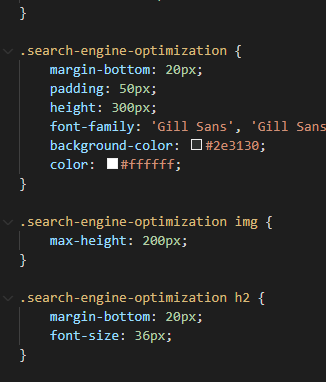 }
.search-engine-optimization {
    margin-bottom: 20px;
    padding: 50px;
    height: 300px;
    font-family: 'Gill Sans', 'Gill Sans
    background-color: #2e3130;
    color: #ffffff;
}
.search-engine-optimization img {
    max-height: 200px;
}
.search-engine-optimization h2 {
    margin-bottom: 20px;
    font-size: 36px;
}